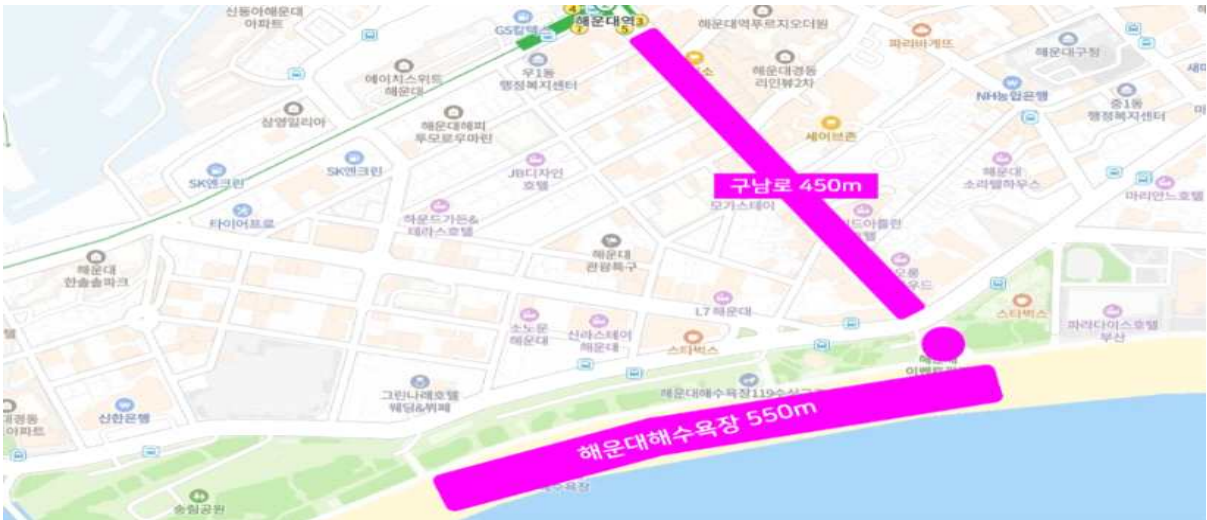 신동아해운대
아파트
GS칼텍
4
해운대역
3
7
5
해운대역푸르지오더원
파리바게뜨
해운대구청
에이치스위트
해운대
우1동
행정복지센터
해운대경동
리인뷰2차
NH농협은행
중1동
행정복지센터
삼영일리아
해운대해피
투모로우마린
세이브존
SK엔크린
SK엔크린
JB디자인
호텔
구남로 450m
해운대
소라텔하우스
마리안느호텔
타이어프로
하운드가든&
테라스호텔
모가스테이
해운대
관광특구
해운대
한솔솔파크
L7 해운대
스타벅스
소노문
해운대
신라스테이
해운대
스타벅스
파라다이스호텔
부산
그린나래호텔
웨딩&뷔페
신한은행
해운대해수욕장 550m
송림공원